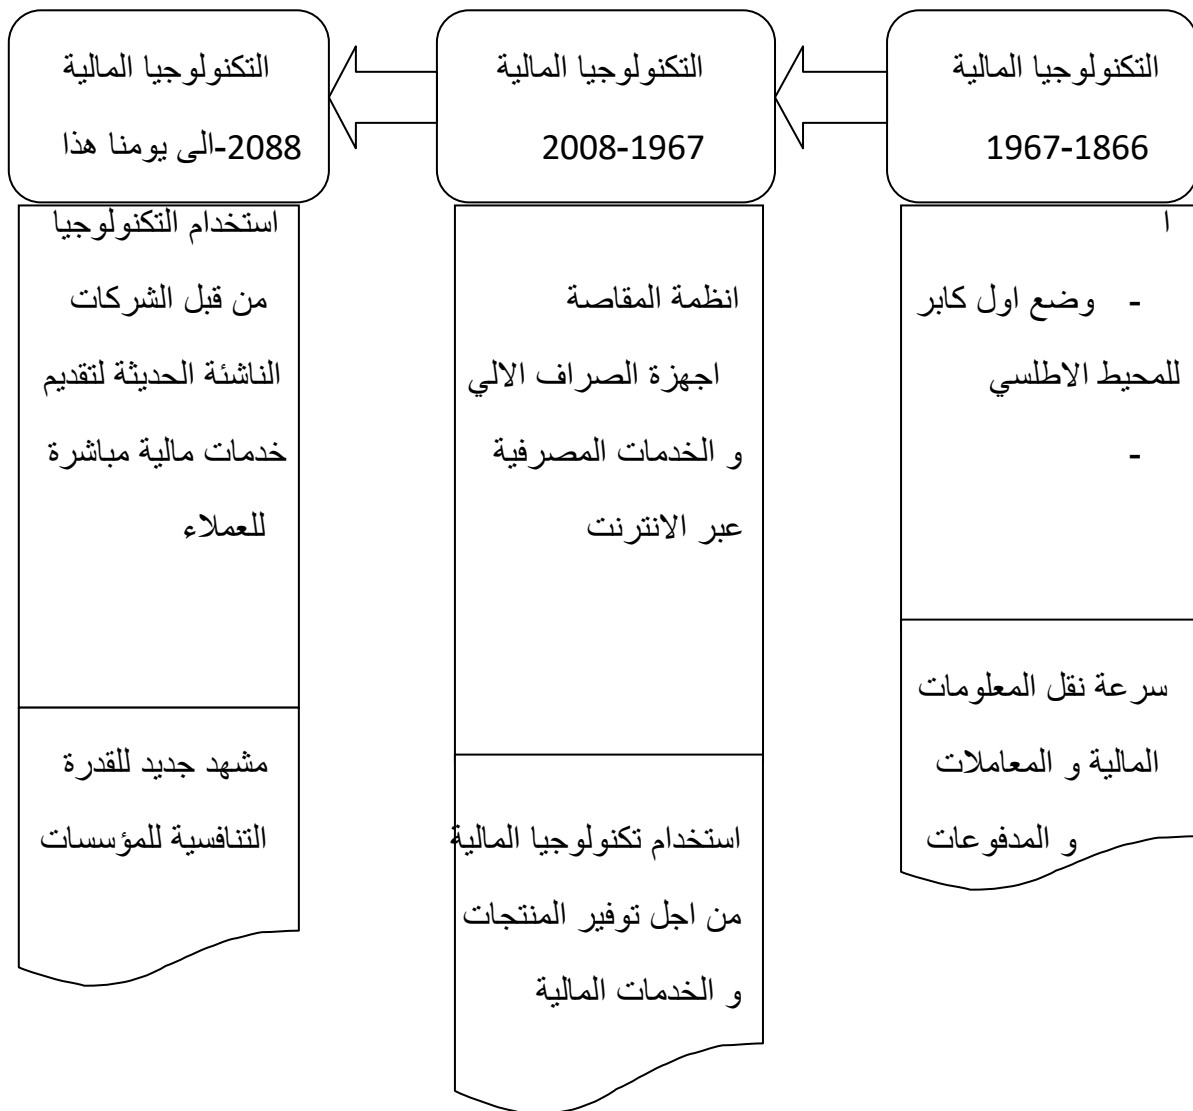 التكنولوجيا المالية
1967-1866
ا
- وضع اول كابر
للمحيط الاطلسي
-
سرعة نقل المعلومات
المالية و المعاملات
و المدفوعات
التكنولوجيا المالية
2008-1967
انظمة المقاصة
اجهزة الصراف الالي
و الخدمات المصرفية
عبر الانترنت
استخدام تكنولوجيا المالية
من اجل توفير المنتجات
و الخدمات المالية
التكنولوجيا المالية
2088-الى يومنا هذا
استخدام التكنولوجيا
من قبل الشركات
الناشئة الحديثة لتقديم
خدمات مالية مباشرة
للعملاء
مشهد جديد للقدرة
التنافسية للمؤسسات